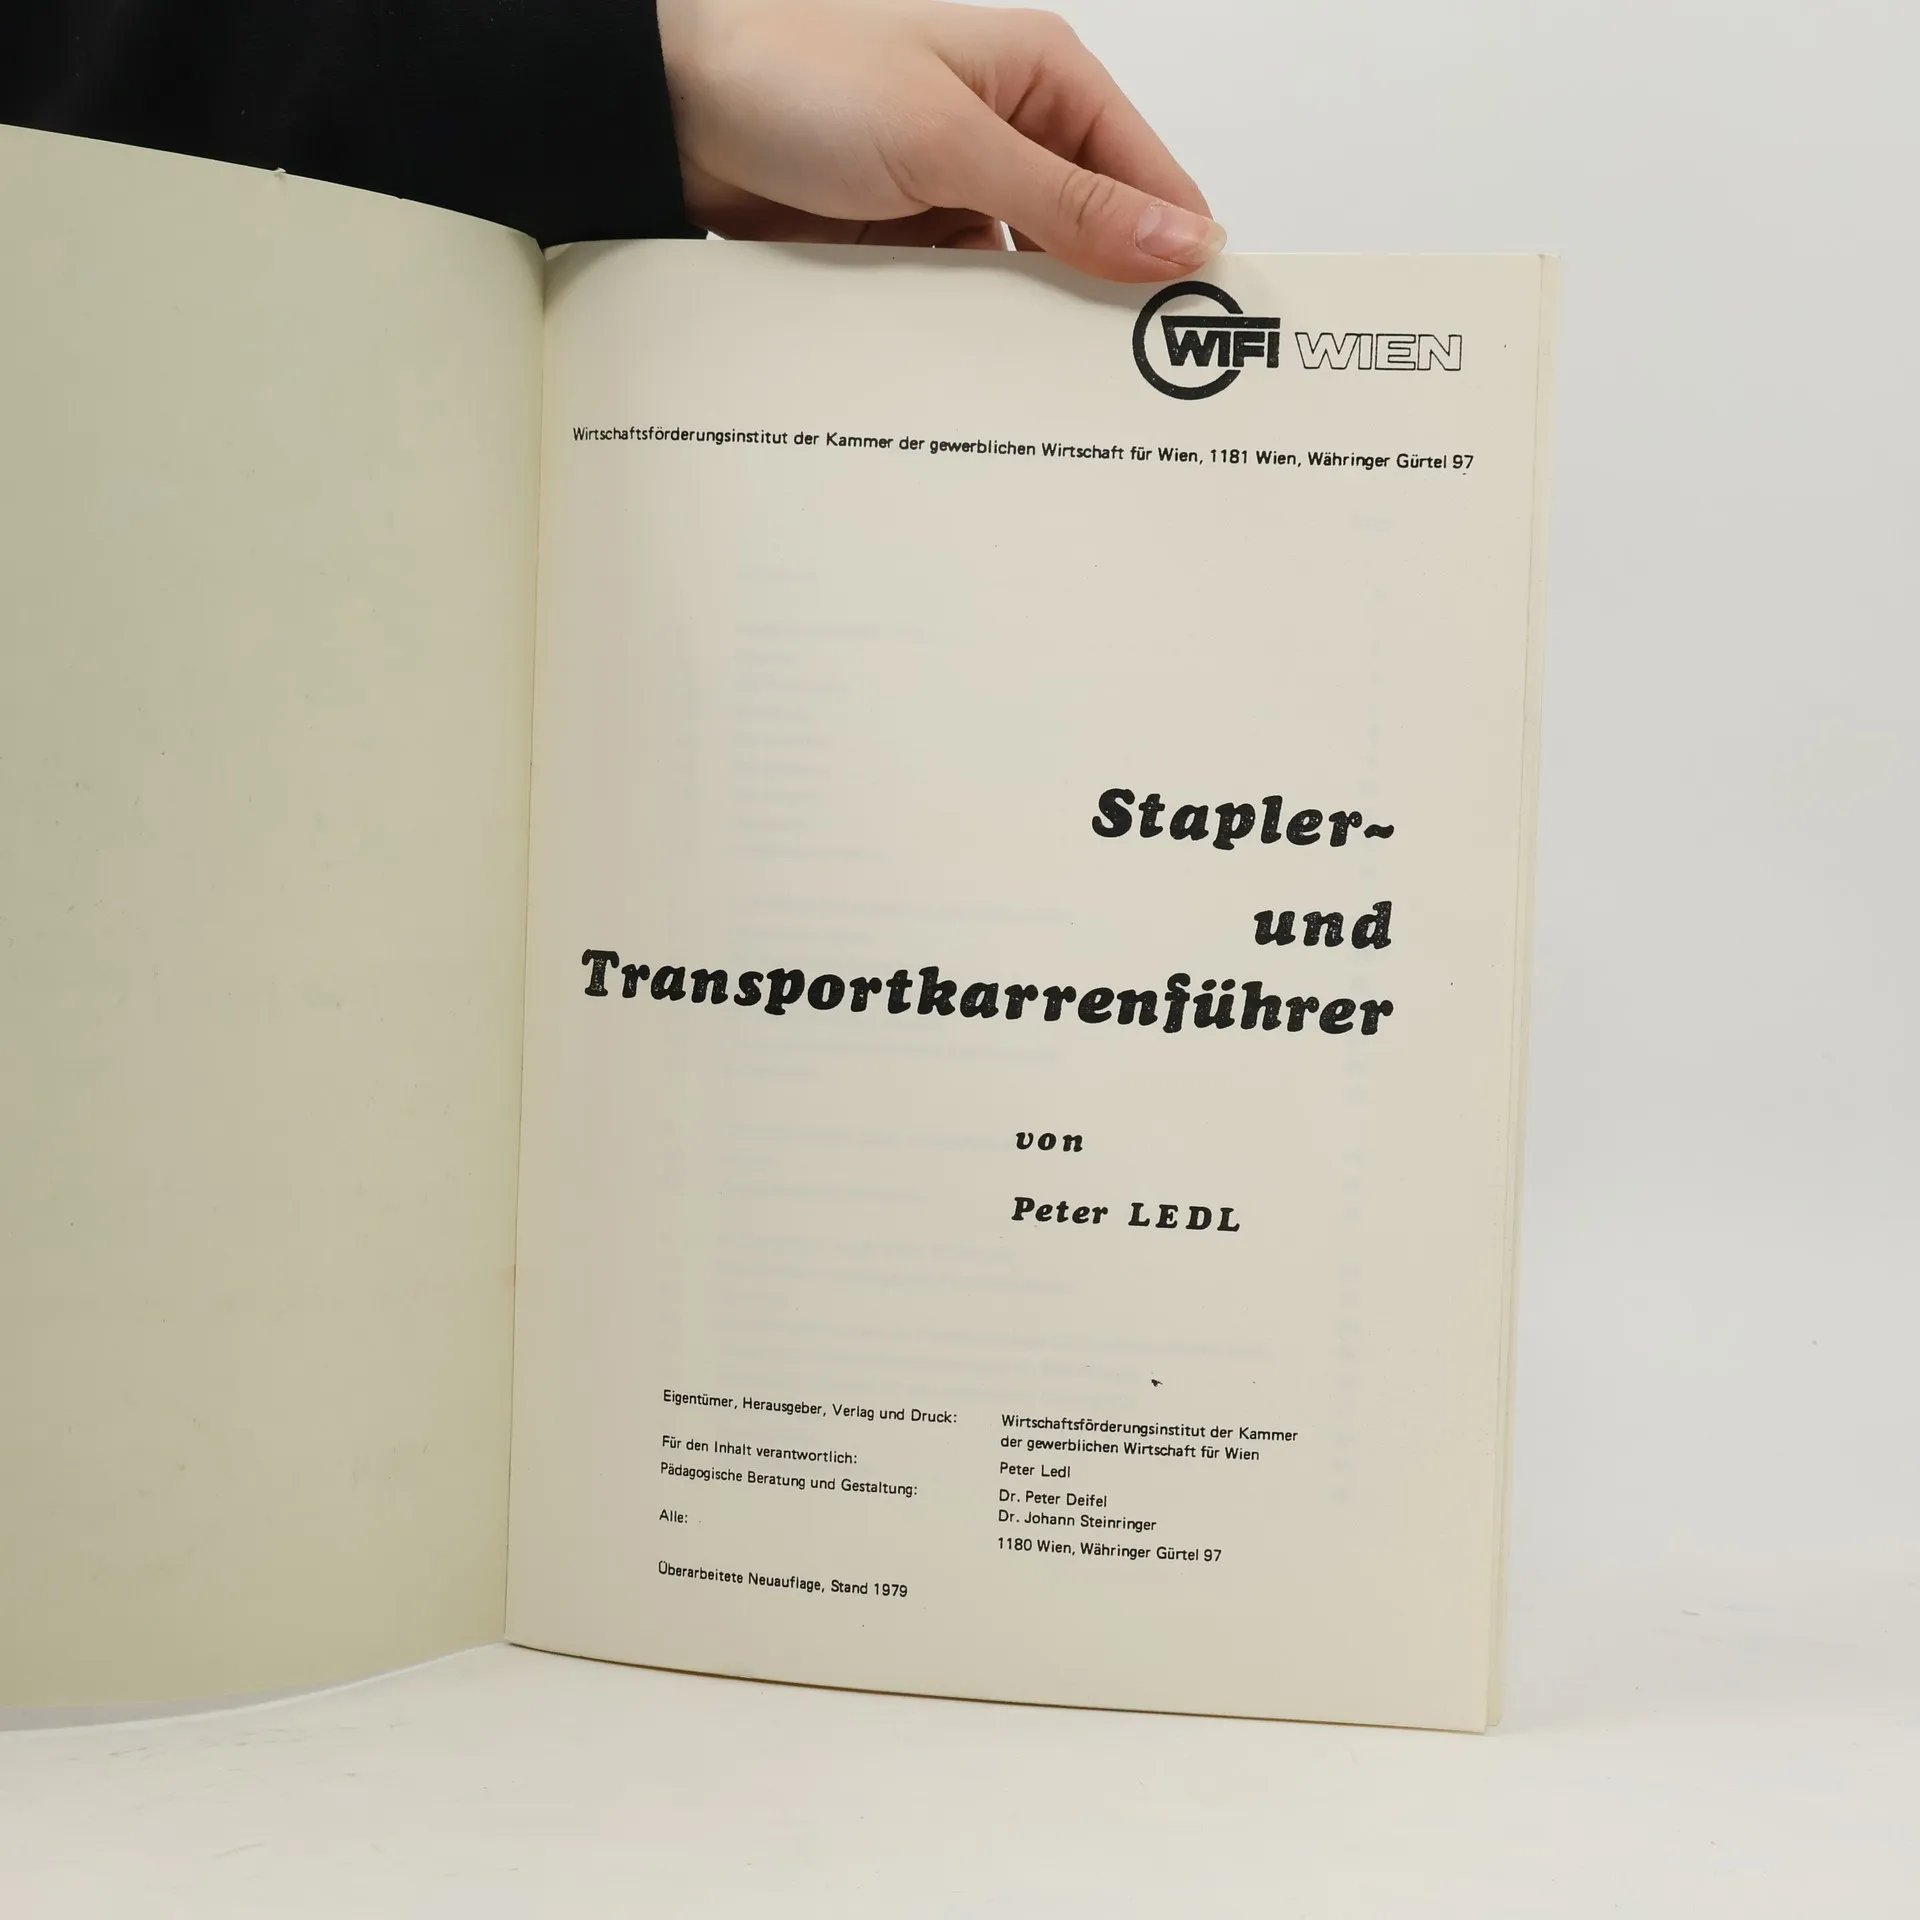 WIFI WIEN
Wirtschaftsförderungsinstitut der Kammer der gewerblichen Wirtschaft für Wien, 1181 Wien, Währinger Gürtel 97
Stapler-
und
Transportkarrenführer
von
Peter LEDL
Eigentümer, Herausgeber, Verlag und Druck: Wirtschaftsförderungsinstitut der Kammer
der gewerblichen Wirtschaft für Wien
Für den Inhalt verantwortlich: Peter Ledl
Pädagogische Beratung und Gestaltung: Dr. Peter Deifel
Dr. Johann Steinringer
Alle: 1180 Wien, Währinger Gürtel 97
Überarbeitete Neuauflage, Stand 1979